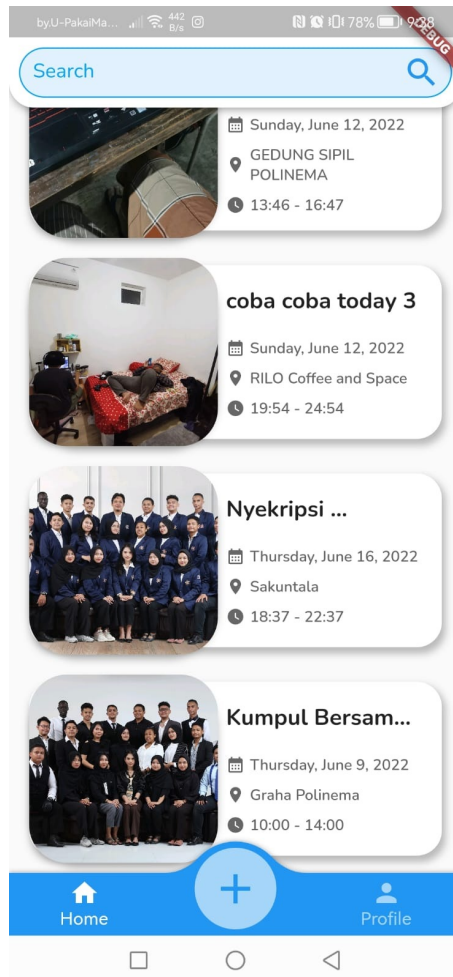 by.U-PakaiMa... 442 B/s 78% 9:38
DEBUG
Search
Sunday, June 12, 2022
GEDUNG SIPIL
POLINEMA
13:46 - 16:47
coba coba today 3
Sunday, June 12, 2022
RILO Coffee and Space
19:54 - 24:54
Nyekripsi ...
Thursday, June 16, 2022
Sakuntala
18:37 - 22:37
Kumpul Bersam...
Thursday, June 9, 2022
Graha Polinema
10:00 - 14:00
Home
Profile